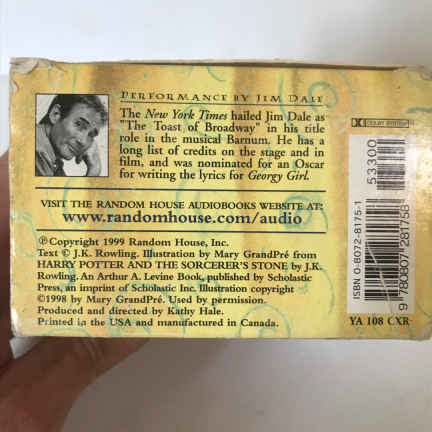 PERFORMANCE BY JIM DALE
The New York Times hailed Jim Dale as
"The Toast of Broadway" in his title
role in the musical Barnum. He has a
long list of credits on the stage and in
film, and was nominated for an Oscar
for writing the lyrics for Georgy Girl.
VISIT THE RANDOM HOUSE AUDIOBOOKS WEBSITE AT:
www.randomhouse.com/audio
℗Copyright 1999 Random House, Inc.
Text © J.K. Rowling. Illustration by Mary GrandPré from
HARRY POTTER AND THE SORCERER'S STONE by J.K.
Rowling. An Arthur A. Levine Book, published by Scholastic
Press, an imprint of Scholastic Inc. Illustration copyright
©1998 by Mary GrandPré. Used by permission.
Produced and directed by Kathy Hale.
Printed in the USA and manufactured in Canada.
DOLBY SYSTEM
53300
ISBN 0-8072-8175-1
9 780807 281758
YA 108 CXR